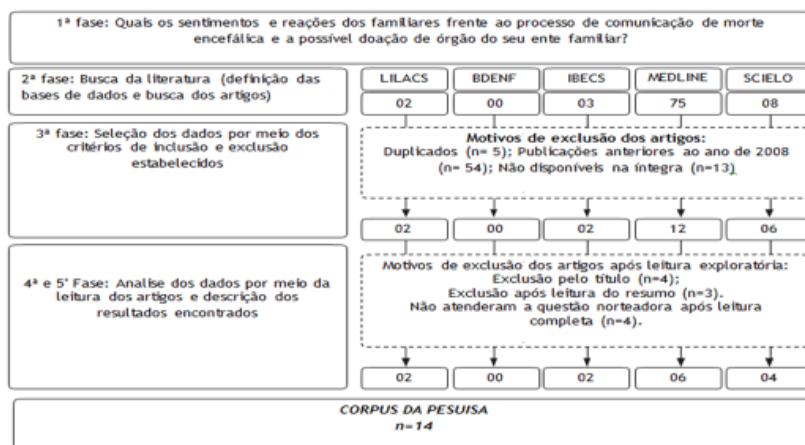 1ª fase: Quais os sentimentos e reações dos familiares frente ao processo de comunicação de morte
encefálica e a possível doação de órgão do seu ente familiar?
2ª fase: Busca da literatura (definição das
bases de dados e busca dos artigos)
LILACS
BDENF
IBECS
MEDLINE
SCIELO
02
00
03
75
08
3ª fase: Seleção dos dados por meio dos
critérios de inclusão e exclusão
estabelecidos
Motivos de exclusão dos artigos:
Duplicados (n= 5); Publicações anteriores ao ano de 2008
(n= 54); Não disponíveis na íntegra (n=13)
02
00
02
12
06
4ª e 5ª Fase: Analise dos dados por meio da
leitura dos artigos e descrição dos
resultados encontrados
Motivos de exclusão dos artigos após leitura exploratória:
Exclusão pelo título (n=4);
Exclusão após leitura do resumo (n=3).
Não atenderam a questão norteadora após leitura
completa (n=4).
02
00
02
06
04
CORPUS DA PESUISA
n=14